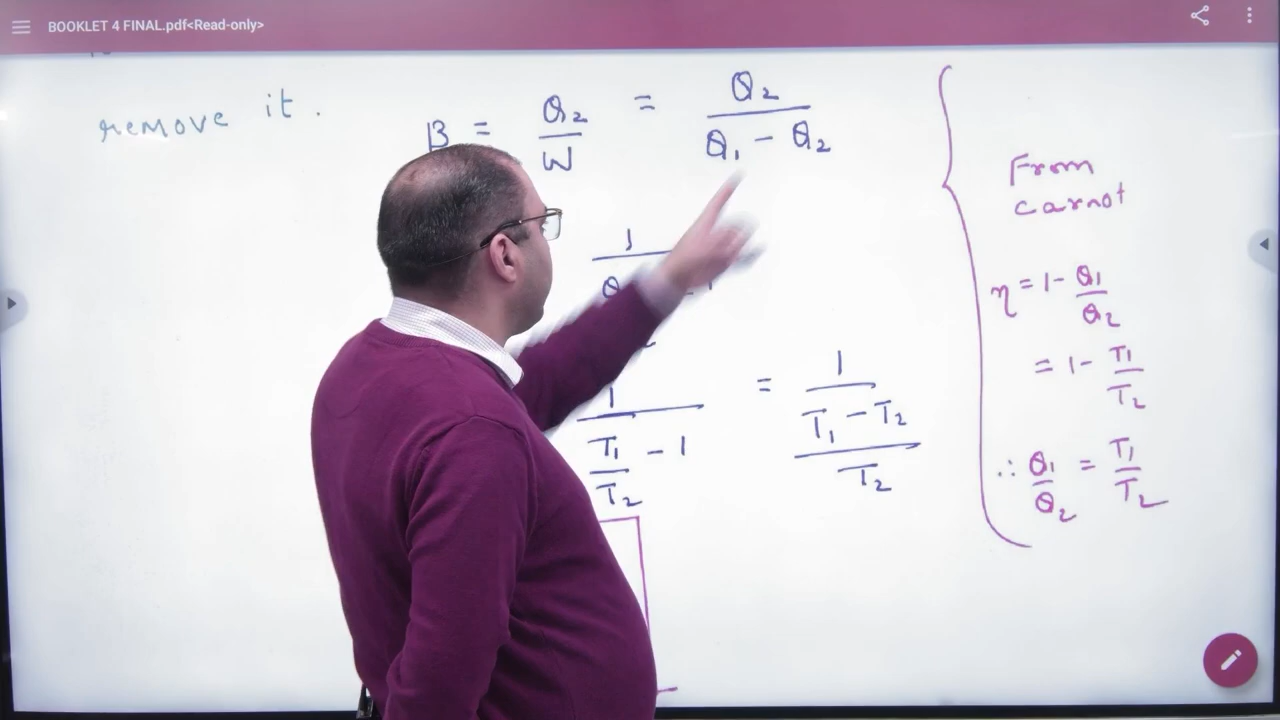 BOOKLET 4 FINAL.pdf<Read-only>
remove it.
β = Q₂/W = Q₂/(Q₁ - Q₂)
1
1/(T₁/T₂ - 1) = 1/((T₁ - T₂)/T₂)
From
carnot
η = 1 - Q₁/Q₂
= 1 - T₁/T₂
∴ Q₁/Q₂ = T₁/T₂